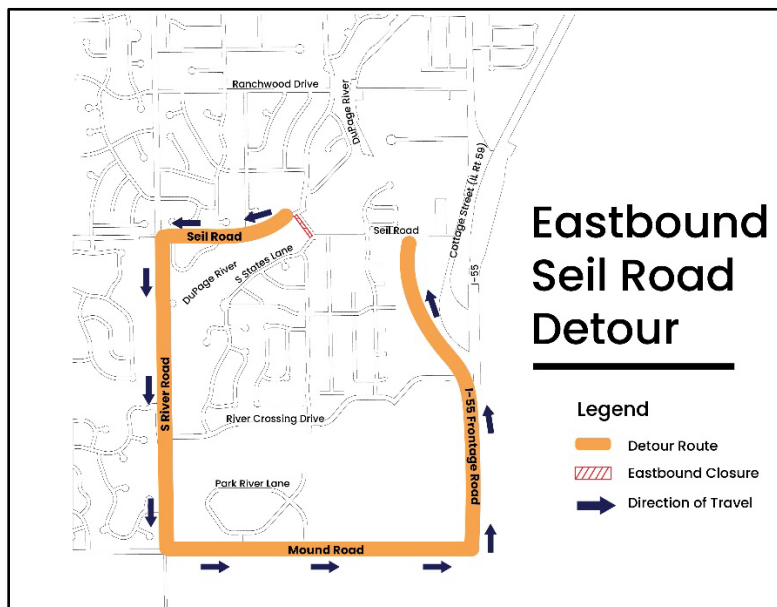 Ranchwood Drive
DuPage River
Cottage Street (IL Rt 59)
Seil Road
Seil Road
I-55
DuPage River
S States Lane
S River Road
River Crossing Drive
I-55 Frontage Road
Park River Lane
Mound Road
Eastbound
Seil Road
Detour
Legend
Detour Route
Eastbound Closure
Direction of Travel